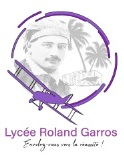 Lycée Roland Garros
Envolez-vous vers la réussite !